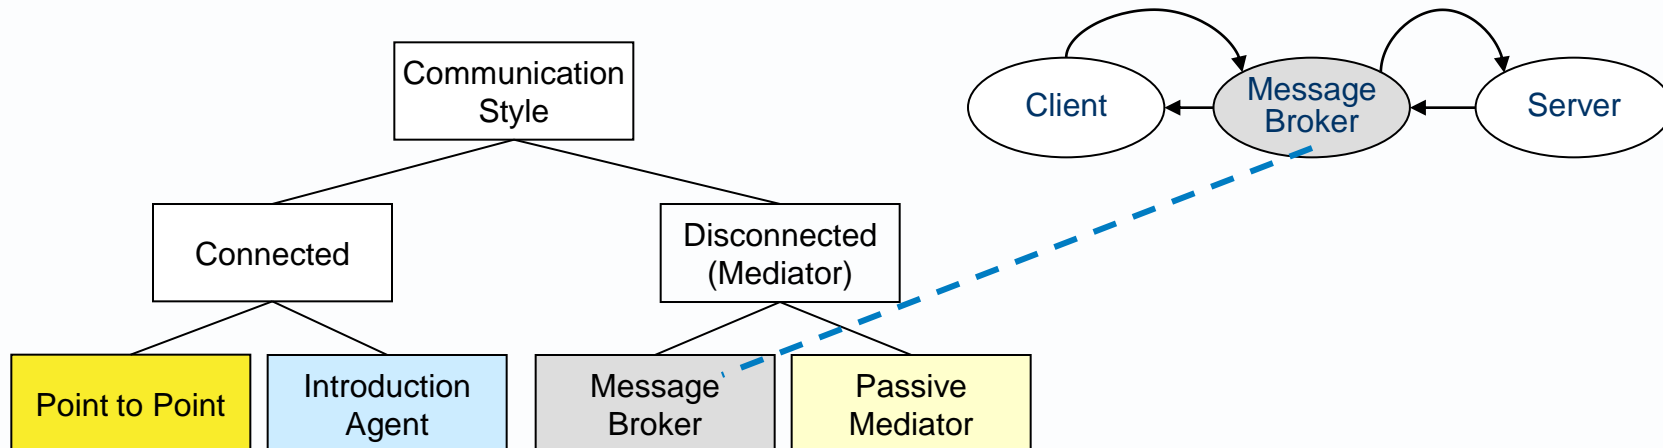 Communication
Style
Client
Message
Broker
Server
Connected
Disconnected
(Mediator)
Point to Point
Introduction
Agent
Message
Broker
Passive
Mediator